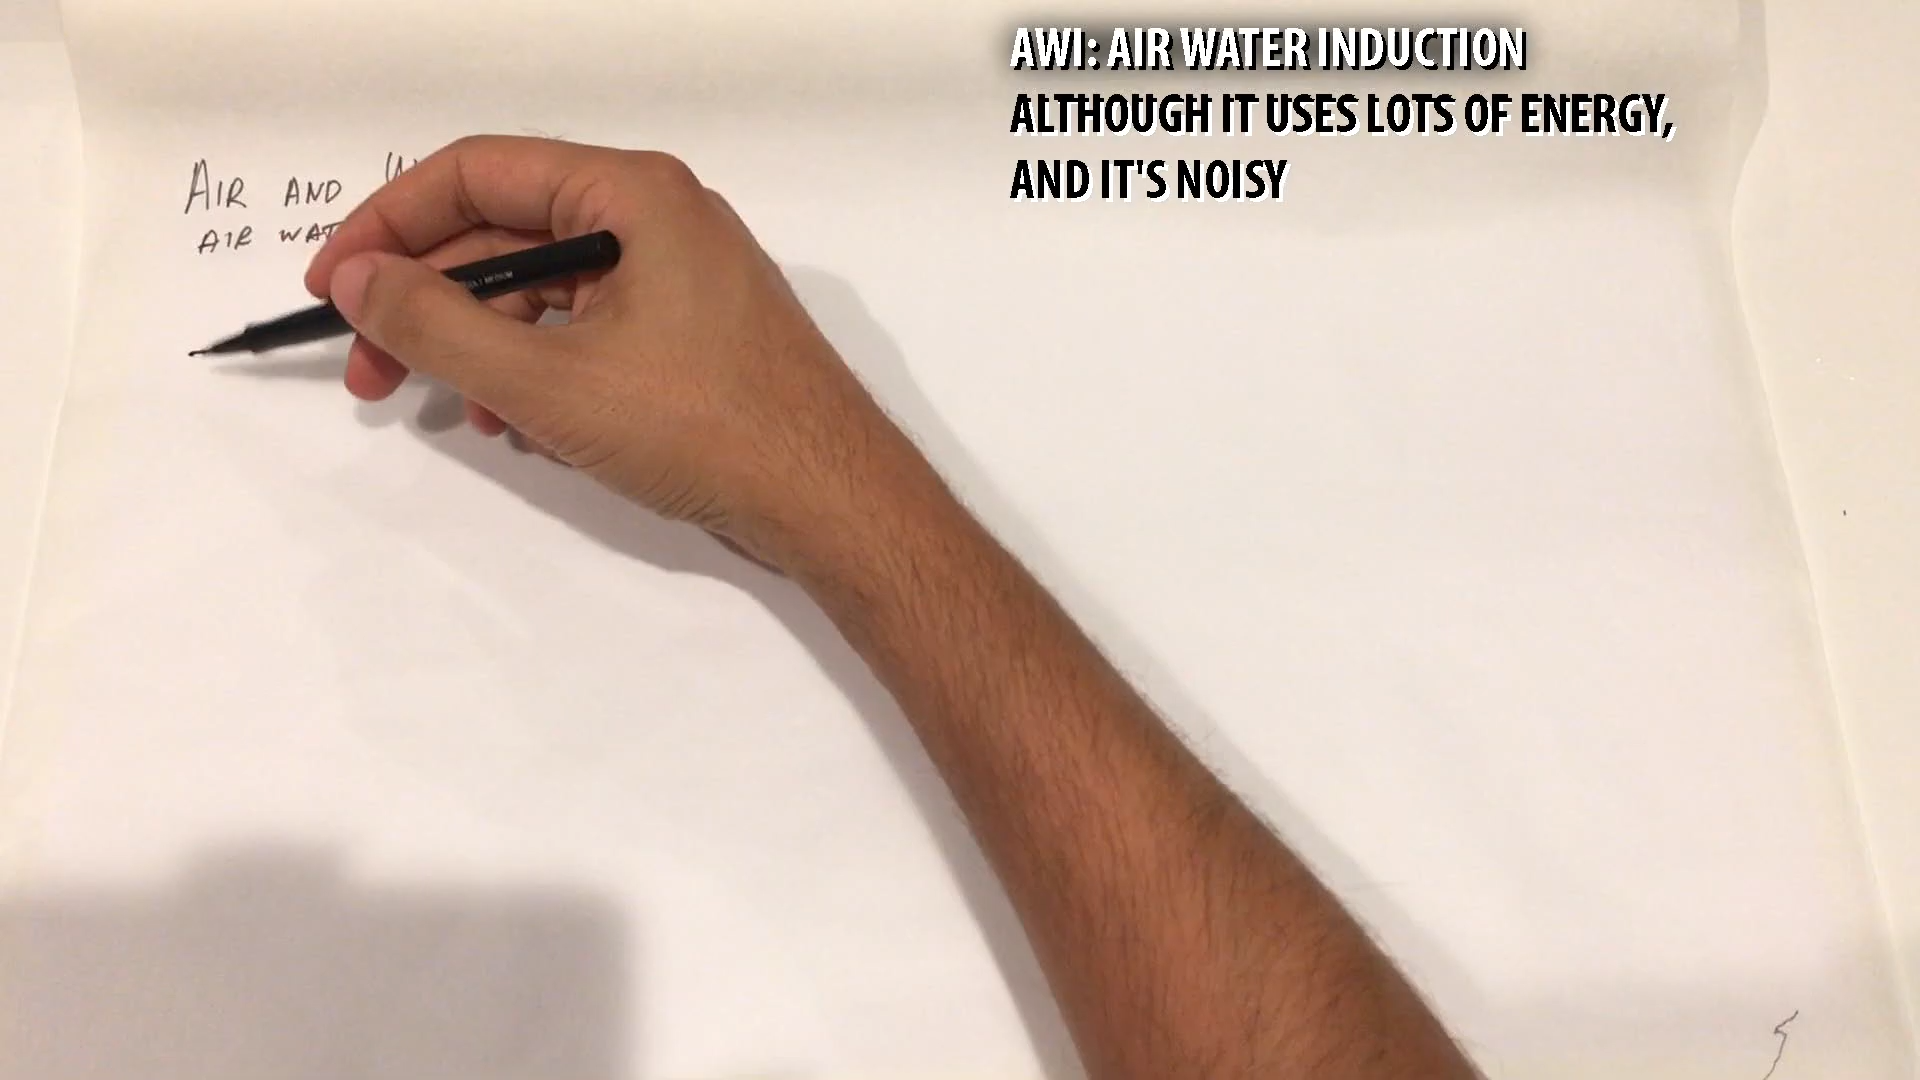 AWI: AIR WATER INDUCTION
ALTHOUGH IT USES LOTS OF ENERGY,
AND IT'S NOISY
AIR AND
AIR